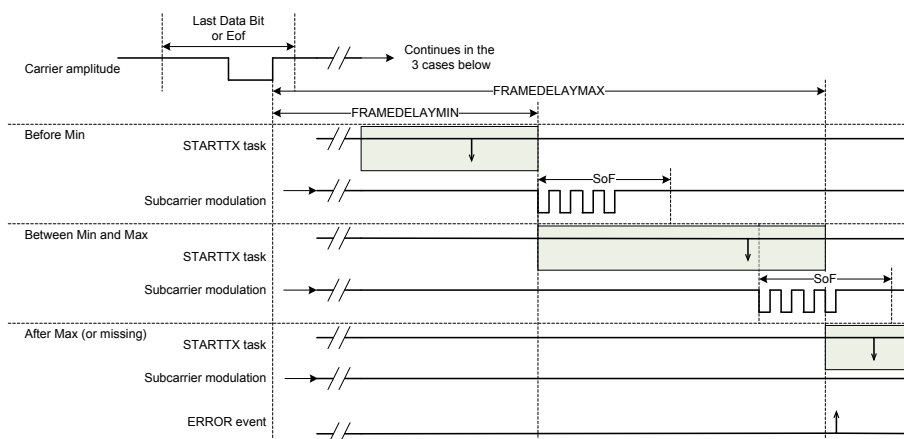 Last Data Bit
or Eof
Carrier amplitude
Continues in the
3 cases below
FRAMEDELAYMAX
FRAMEDELAYMIN
Before Min
STARTTX task
SoF
Subcarrier modulation
Between Min and Max
STARTTX task
SoF
Subcarrier modulation
After Max (or missing)
STARTTX task
Subcarrier modulation
ERROR event